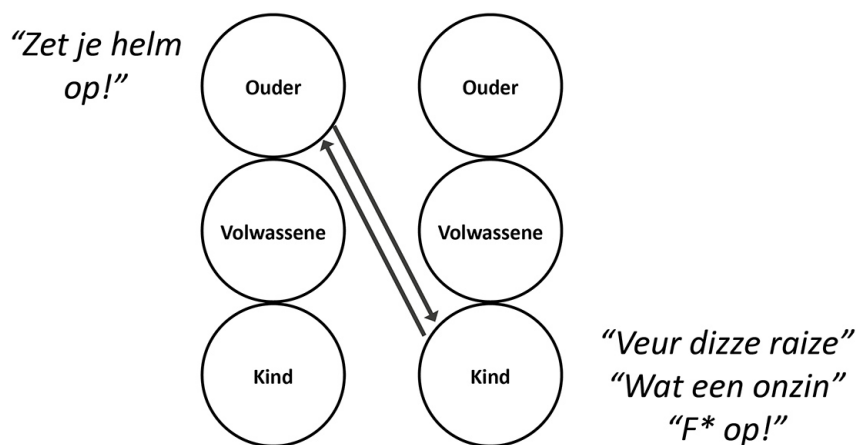 “Zet je helm
op!”
Ouder
Ouder
Volwassene
Volwassene
Kind
Kind
“Veur dizze raize”
“Wat een onzin”
“F* op!”